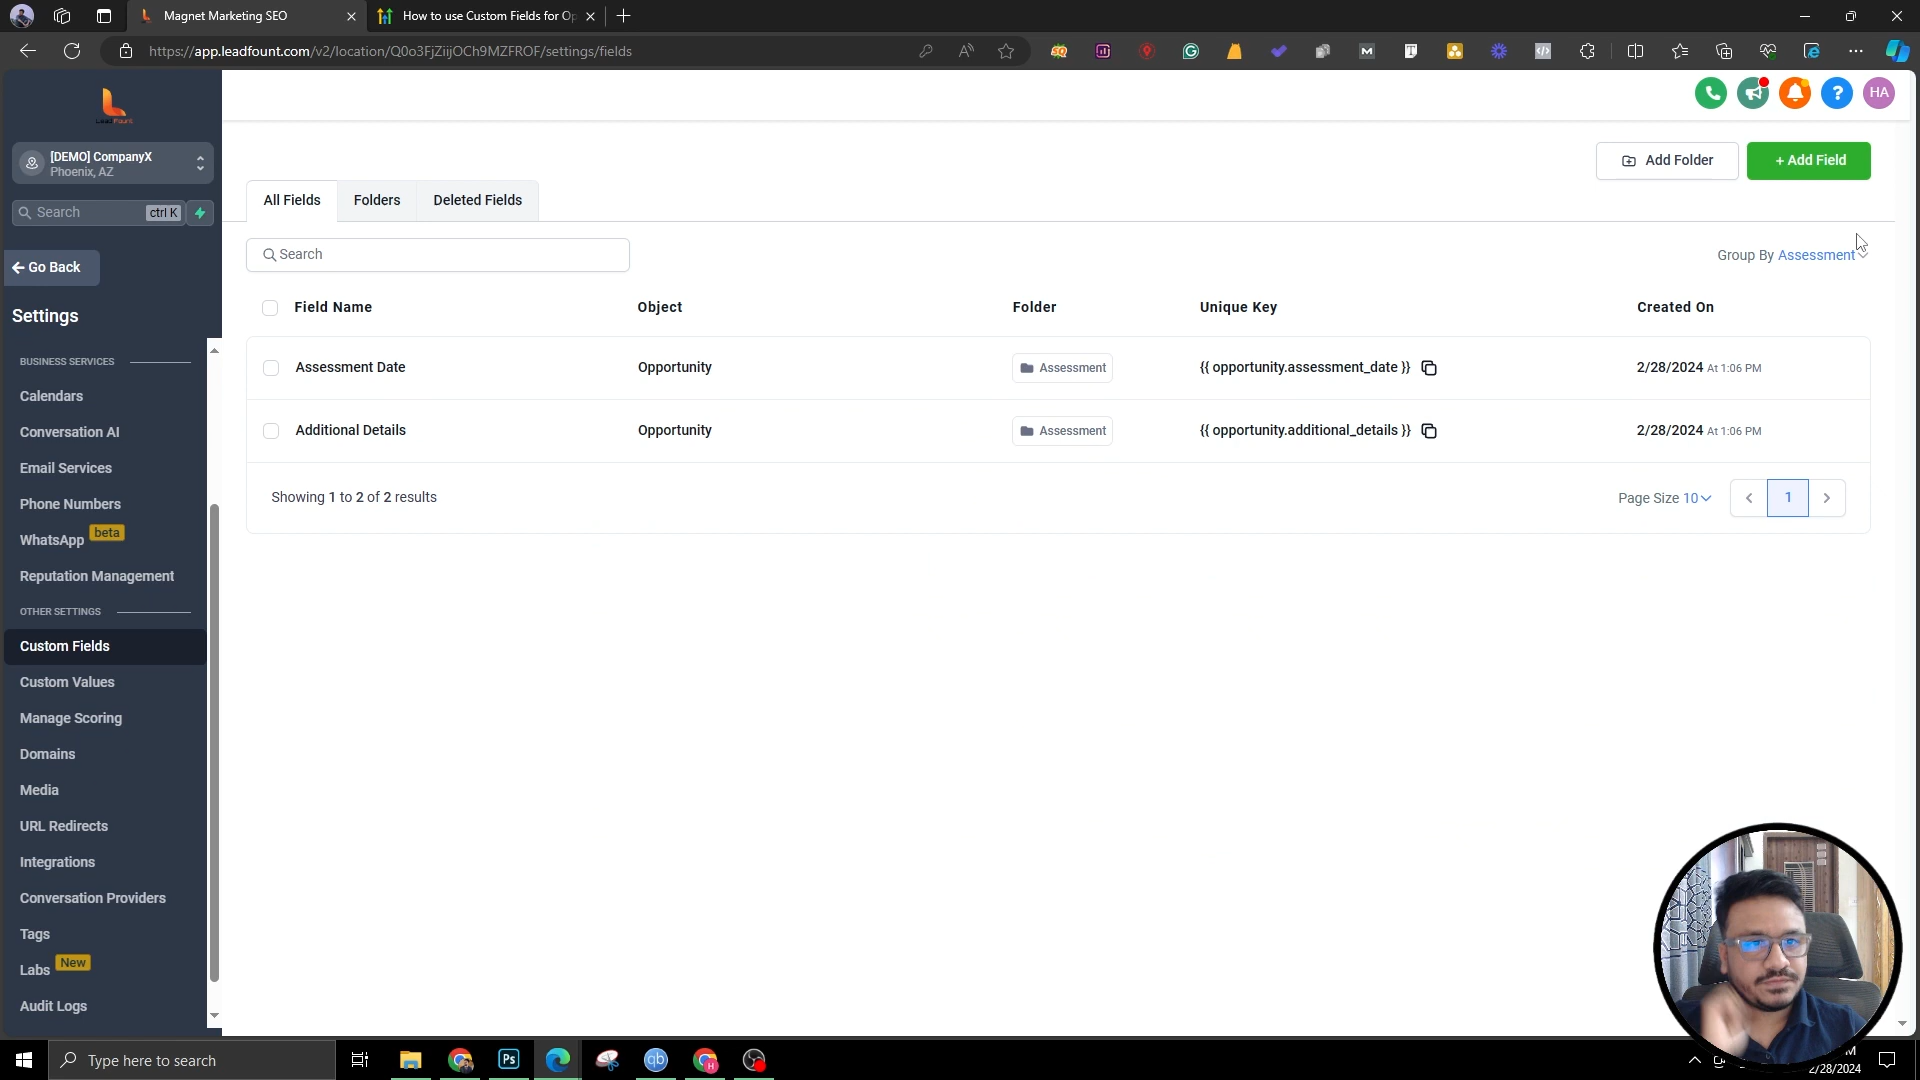 Magnet Marketing SEO
How to use Custom Fields for Op
https://app.leadfount.com/v2/location/Q0o3FjZiijOCh9MZFROF/settings/fields
Lead Fount
[DEMO] CompanyX
Phoenix, AZ
Search
ctrl K
Go Back
Settings
BUSINESS SERVICES
Calendars
Conversation AI
Email Services
Phone Numbers
WhatsApp beta
Reputation Management
OTHER SETTINGS
Custom Fields
Custom Values
Manage Scoring
Domains
Media
URL Redirects
Integrations
Conversation Providers
Tags
Labs New
Audit Logs
HA
Add Folder
+ Add Field
All Fields
Folders
Deleted Fields
Search
Group By Assessment
Field Name
Object
Folder
Unique Key
Created On
Assessment Date
Opportunity
Assessment
{{ opportunity.assessment_date }}
2/28/2024 At 1:06 PM
Additional Details
Opportunity
Assessment
{{ opportunity.additional_details }}
2/28/2024 At 1:06 PM
Showing 1 to 2 of 2 results
Page Size 10
1
Type here to search
Ps
qb
2/28/2024